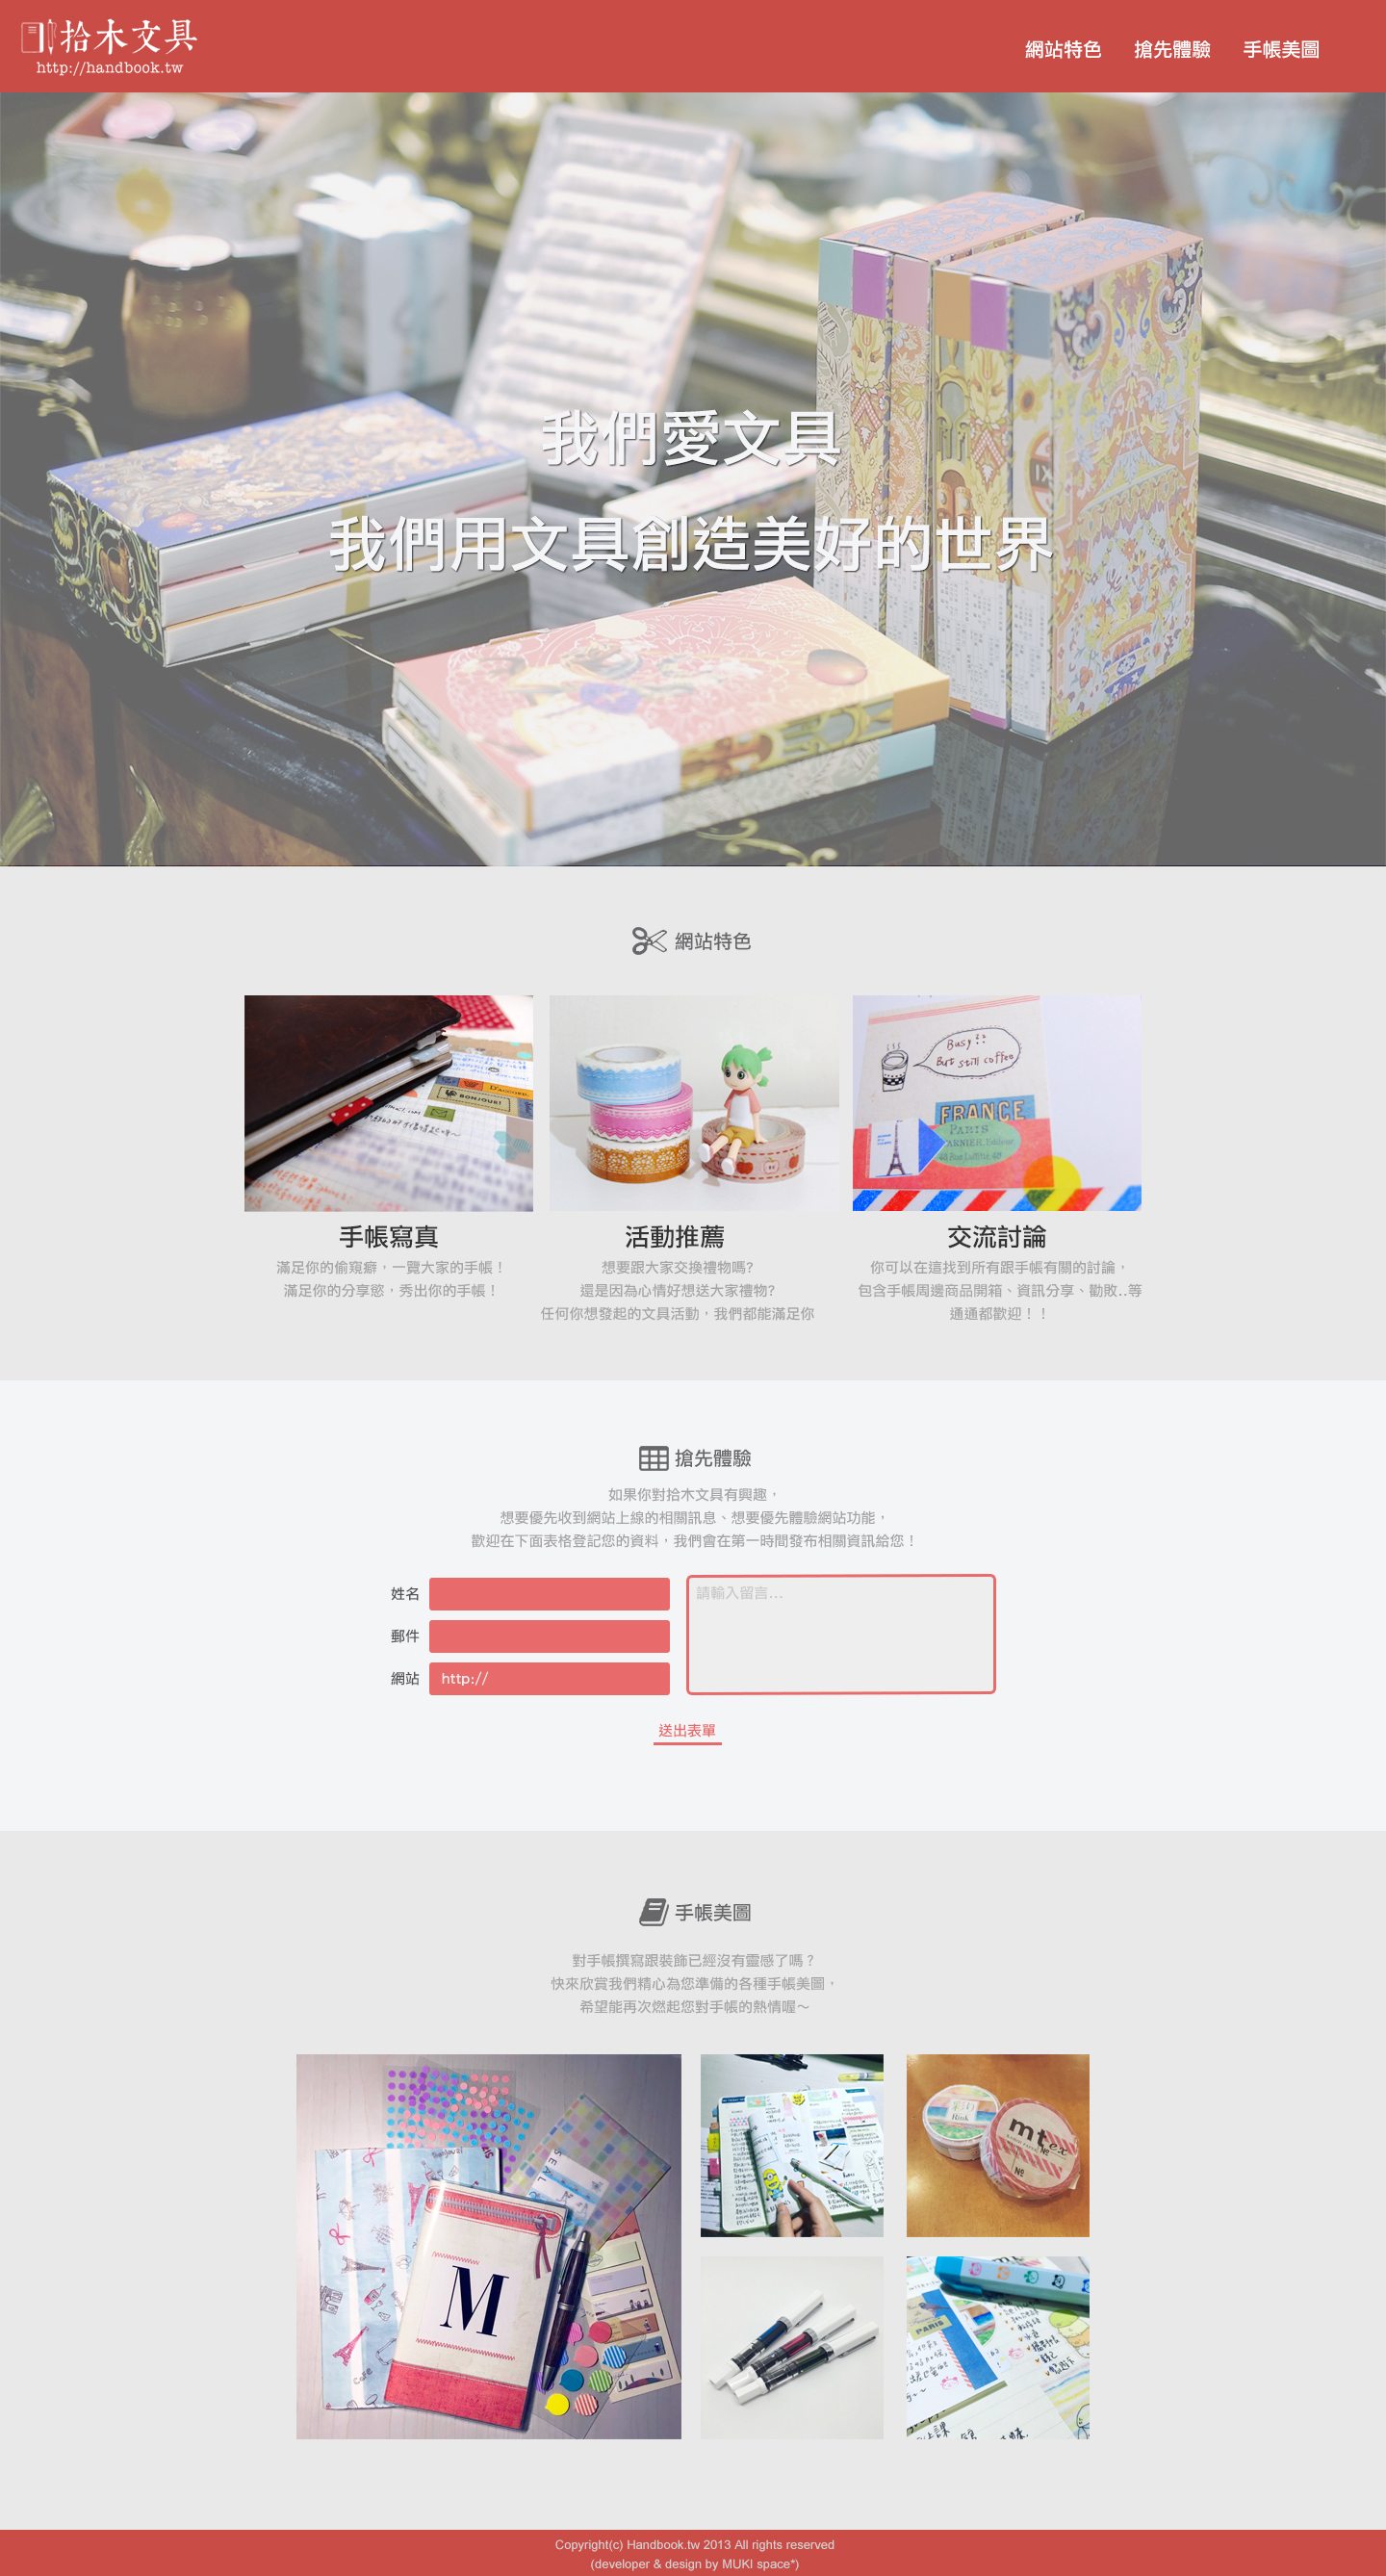 拾木文具
http://handbook.tw
網站特色
搶先體驗
手帳美圖
我們愛文具
我們用文具創造美好的世界
網站特色
BONJOUR!
Busy??
But still coffee
FRANCE
PARIS
手帳寫真
滿足你的偷窺癖，一覽大家的手帳！
滿足你的分享慾，秀出你的手帳！
活動推薦
想要跟大家交換禮物嗎?
還是因為心情好想送大家禮物?
任何你想發起的文具活動，我們都能滿足你
交流討論
你可以在這找到所有跟手帳有關的討論，
包含手帳周邊商品開箱、資訊分享、勸敗..等
通通都歡迎！！
搶先體驗
如果你對拾木文具有興趣，
想要優先收到網站上線的相關訊息、想要優先體驗網站功能，
歡迎在下面表格登記您的資料，我們會在第一時間發布相關資訊給您！
姓名
郵件
網站
http://
請輸入留言...
送出表單
手帳美圖
對手帳撰寫跟裝飾已經沒有靈感了嗎？
快來欣賞我們精心為您準備的各種手帳美圖，
希望能再次燃起您對手帳的熱情喔～
SEAL
M
mt ex
PARIS
Copyright(c) Handbook.tw 2013 All rights reserved
(developer & design by MUKI space*)